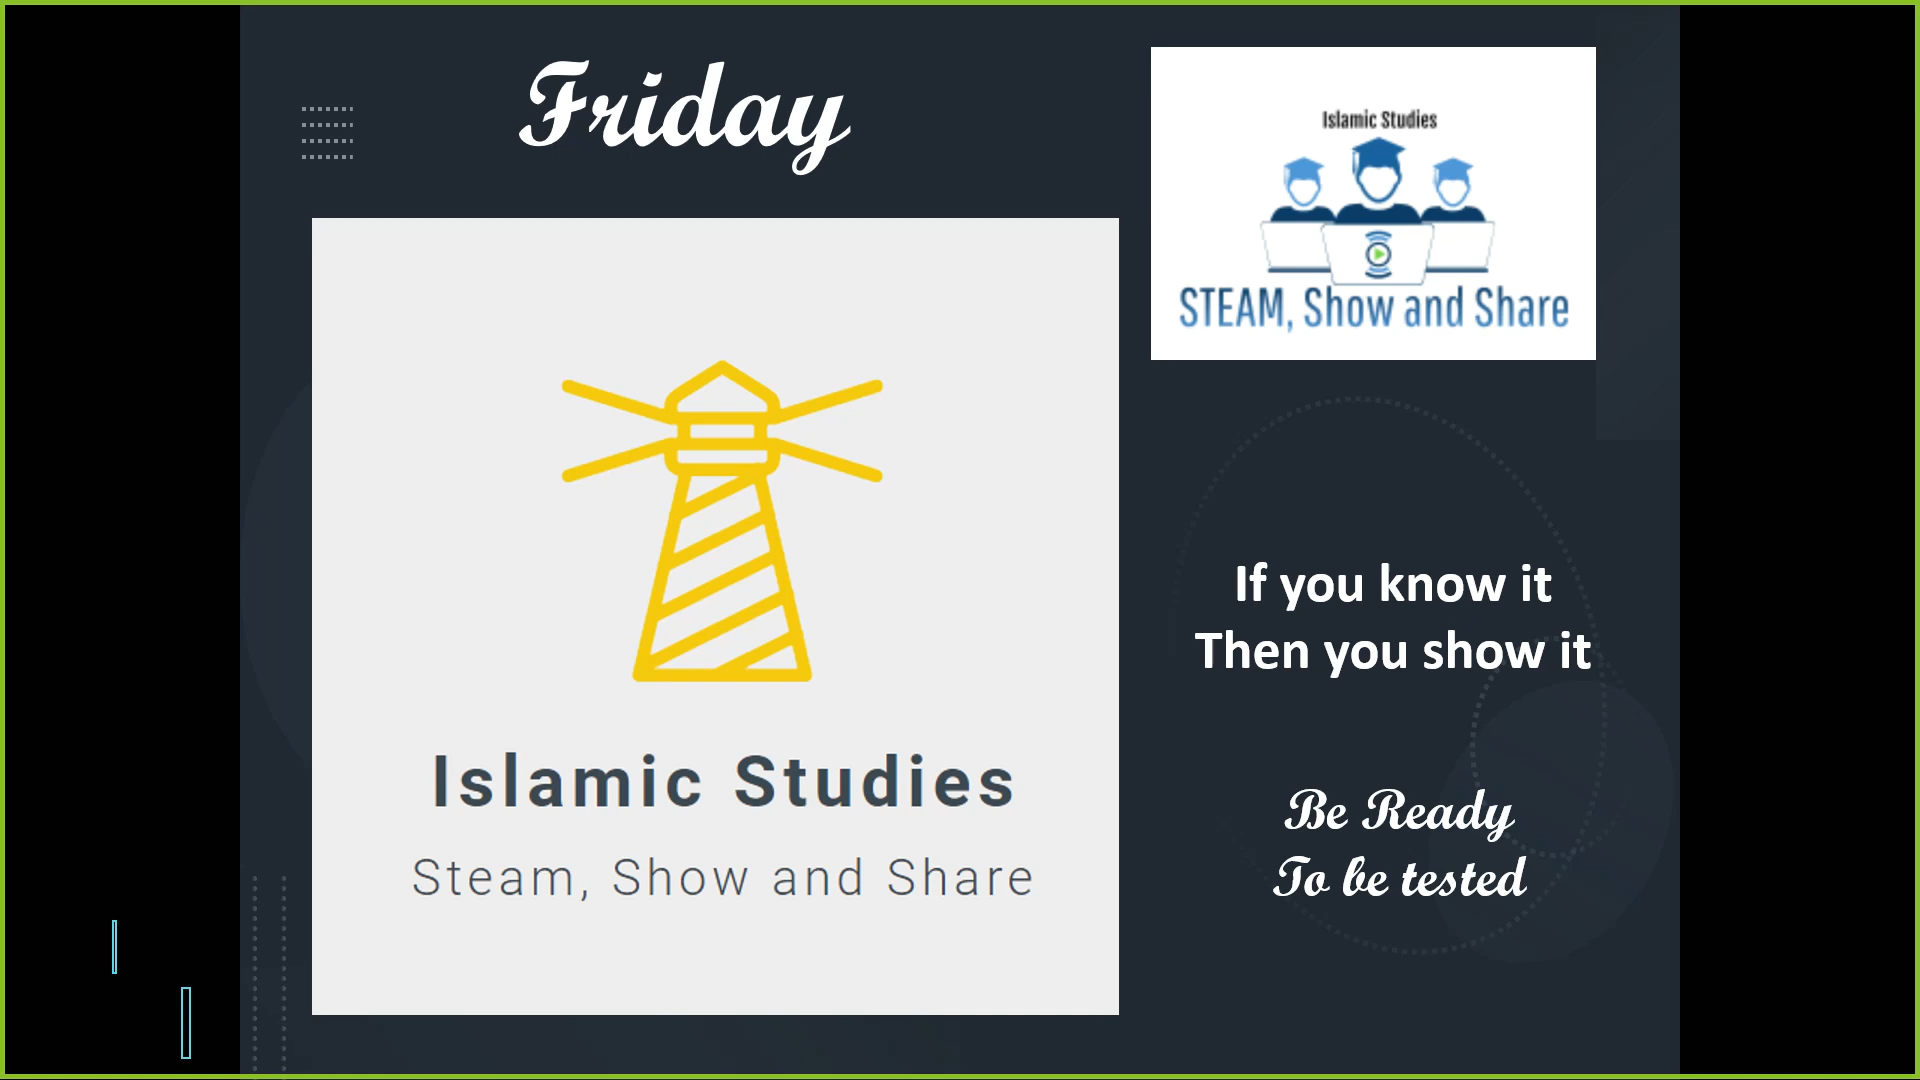 Friday
Islamic Studies
STEAM, Show and Share
Islamic Studies
Steam, Show and Share
If you know it
Then you show it
Be Ready
To be tested